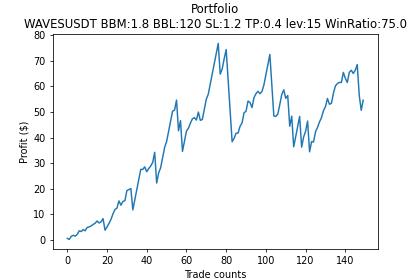 Portfolio
WAVESUSDT BBM:1.8 BBL:120 SL:1.2 TP:0.4 lev:15 WinRatio:75.0
Profit ($)
80
70
60
50
40
30
20
10
0
0 20 40 60 80 100 120 140
Trade counts